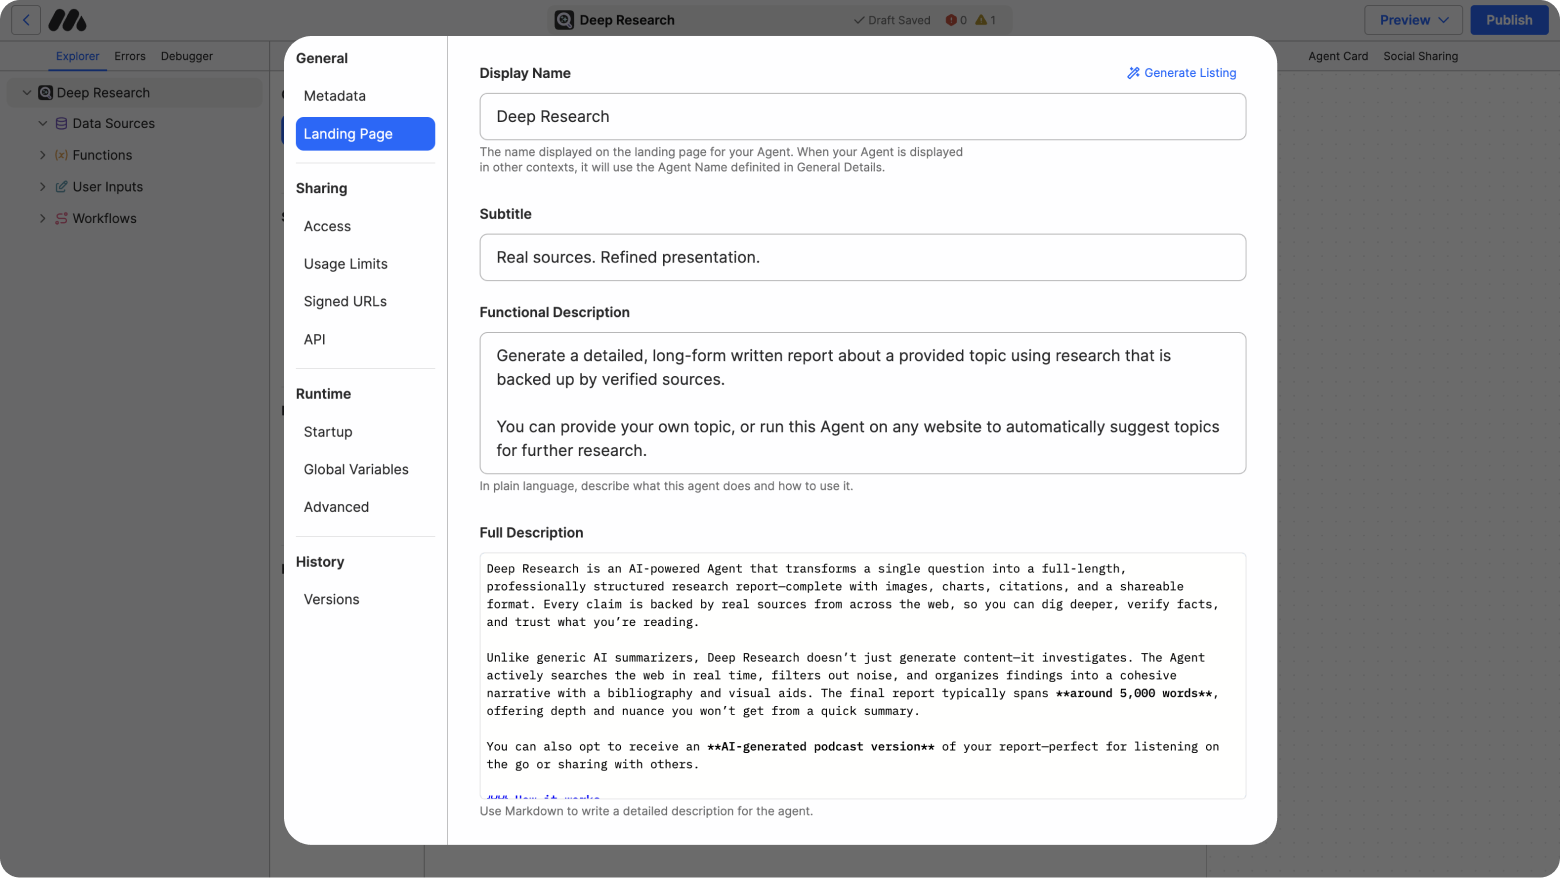 Deep Research
Draft Saved
0
1
Preview
Publish
Explorer
Errors
Debugger
Agent Card
Social Sharing
Deep Research
Data Sources
Functions
User Inputs
Workflows
General
Metadata
Landing Page
Sharing
Access
Usage Limits
Signed URLs
API
Runtime
Startup
Global Variables
Advanced
History
Versions
Display Name
Generate Listing
Deep Research
The name displayed on the landing page for your Agent. When your Agent is displayed
in other contexts, it will use the Agent Name definited in General Details.
Subtitle
Real sources. Refined presentation.
Functional Description
Generate a detailed, long-form written report about a provided topic using research that is
backed up by verified sources.
You can provide your own topic, or run this Agent on any website to automatically suggest topics
for further research.
In plain language, describe what this agent does and how to use it.
Full Description
Deep Research is an AI-powered Agent that transforms a single question into a full-length,
professionally structured research report—complete with images, charts, citations, and a shareable
format. Every claim is backed by real sources from across the web, so you can dig deeper, verify facts,
and trust what you’re reading.
Unlike generic AI summarizers, Deep Research doesn’t just generate content—it investigates. The Agent
actively searches the web in real time, filters out noise, and organizes findings into a cohesive
narrative with a bibliography and visual aids. The final report typically spans **around 5,000 words**,
offering depth and nuance you won’t get from a quick summary.
You can also opt to receive an **AI-generated podcast version** of your report—perfect for listening on
the go or sharing with others.
### How it works
Use Markdown to write a detailed description for the agent.